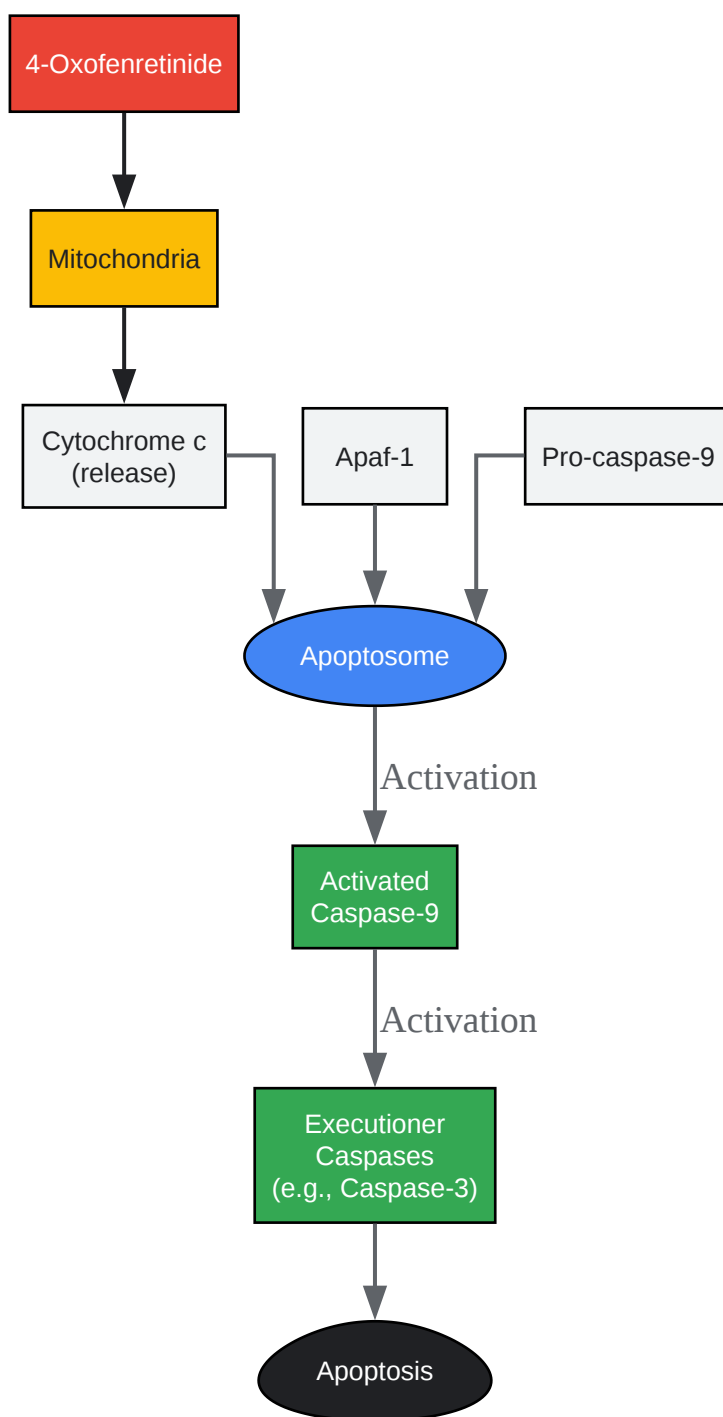 4-Oxofenretinide
Mitochondria
Cytochrome c
(release)
Apaf-1
Pro-caspase-9
Apoptosome
Activation
Activated
Caspase-9
Activation
Executioner
Caspases
(e.g., Caspase-3)
Apoptosis